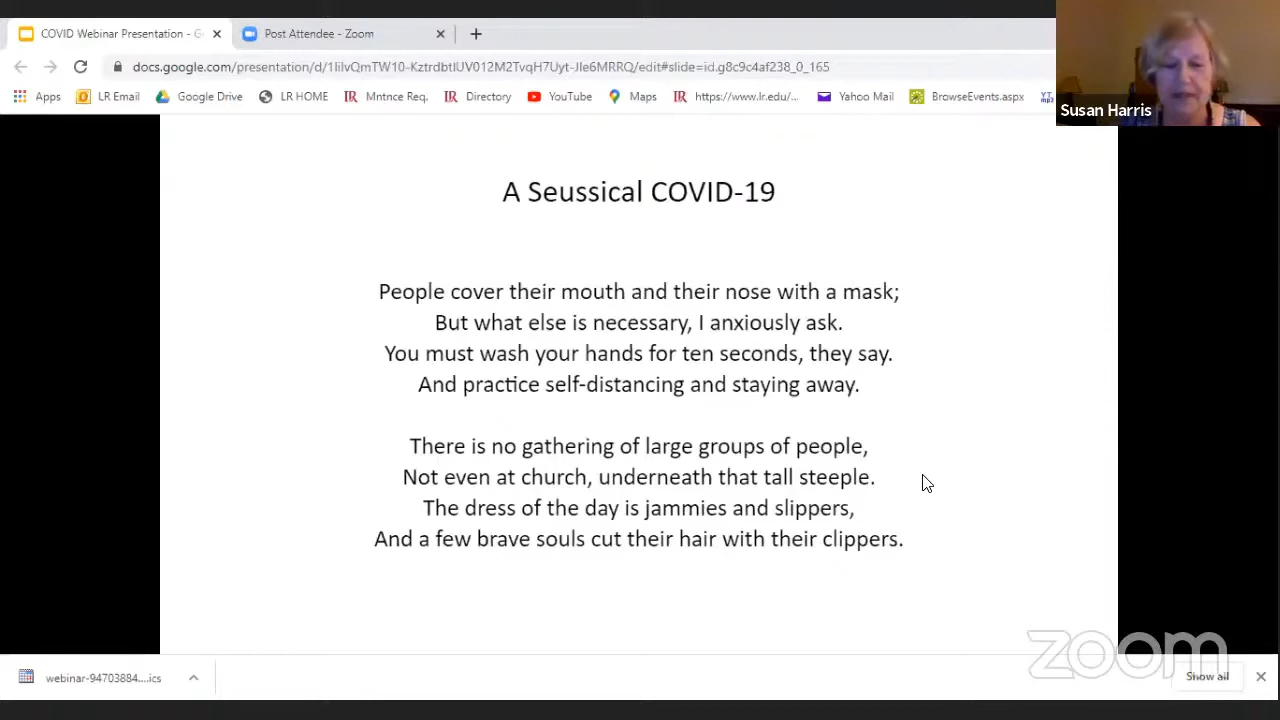 COVID Webinar Presentation - G
Post Attendee - Zoom
docs.google.com/presentation/d/1IiIvQmTW10-KztrdbtIUV012M2TvqH7Uyt-JIe6MRRQ/edit#slide=id.g8c9c4af238_0_165
Apps LR Email Google Drive LR HOME Mntnce Req. Directory YouTube Maps https://www.lr.edu/... Yahoo Mail BrowseEvents.aspx
Susan Harris
A Seussical COVID-19
People cover their mouth and their nose with a mask;
But what else is necessary, I anxiously ask.
You must wash your hands for ten seconds, they say.
And practice self-distancing and staying away.
There is no gathering of large groups of people,
Not even at church, underneath that tall steeple.
The dress of the day is jammies and slippers,
And a few brave souls cut their hair with their clippers.
zoom
webinar-94703884....ics
Show all